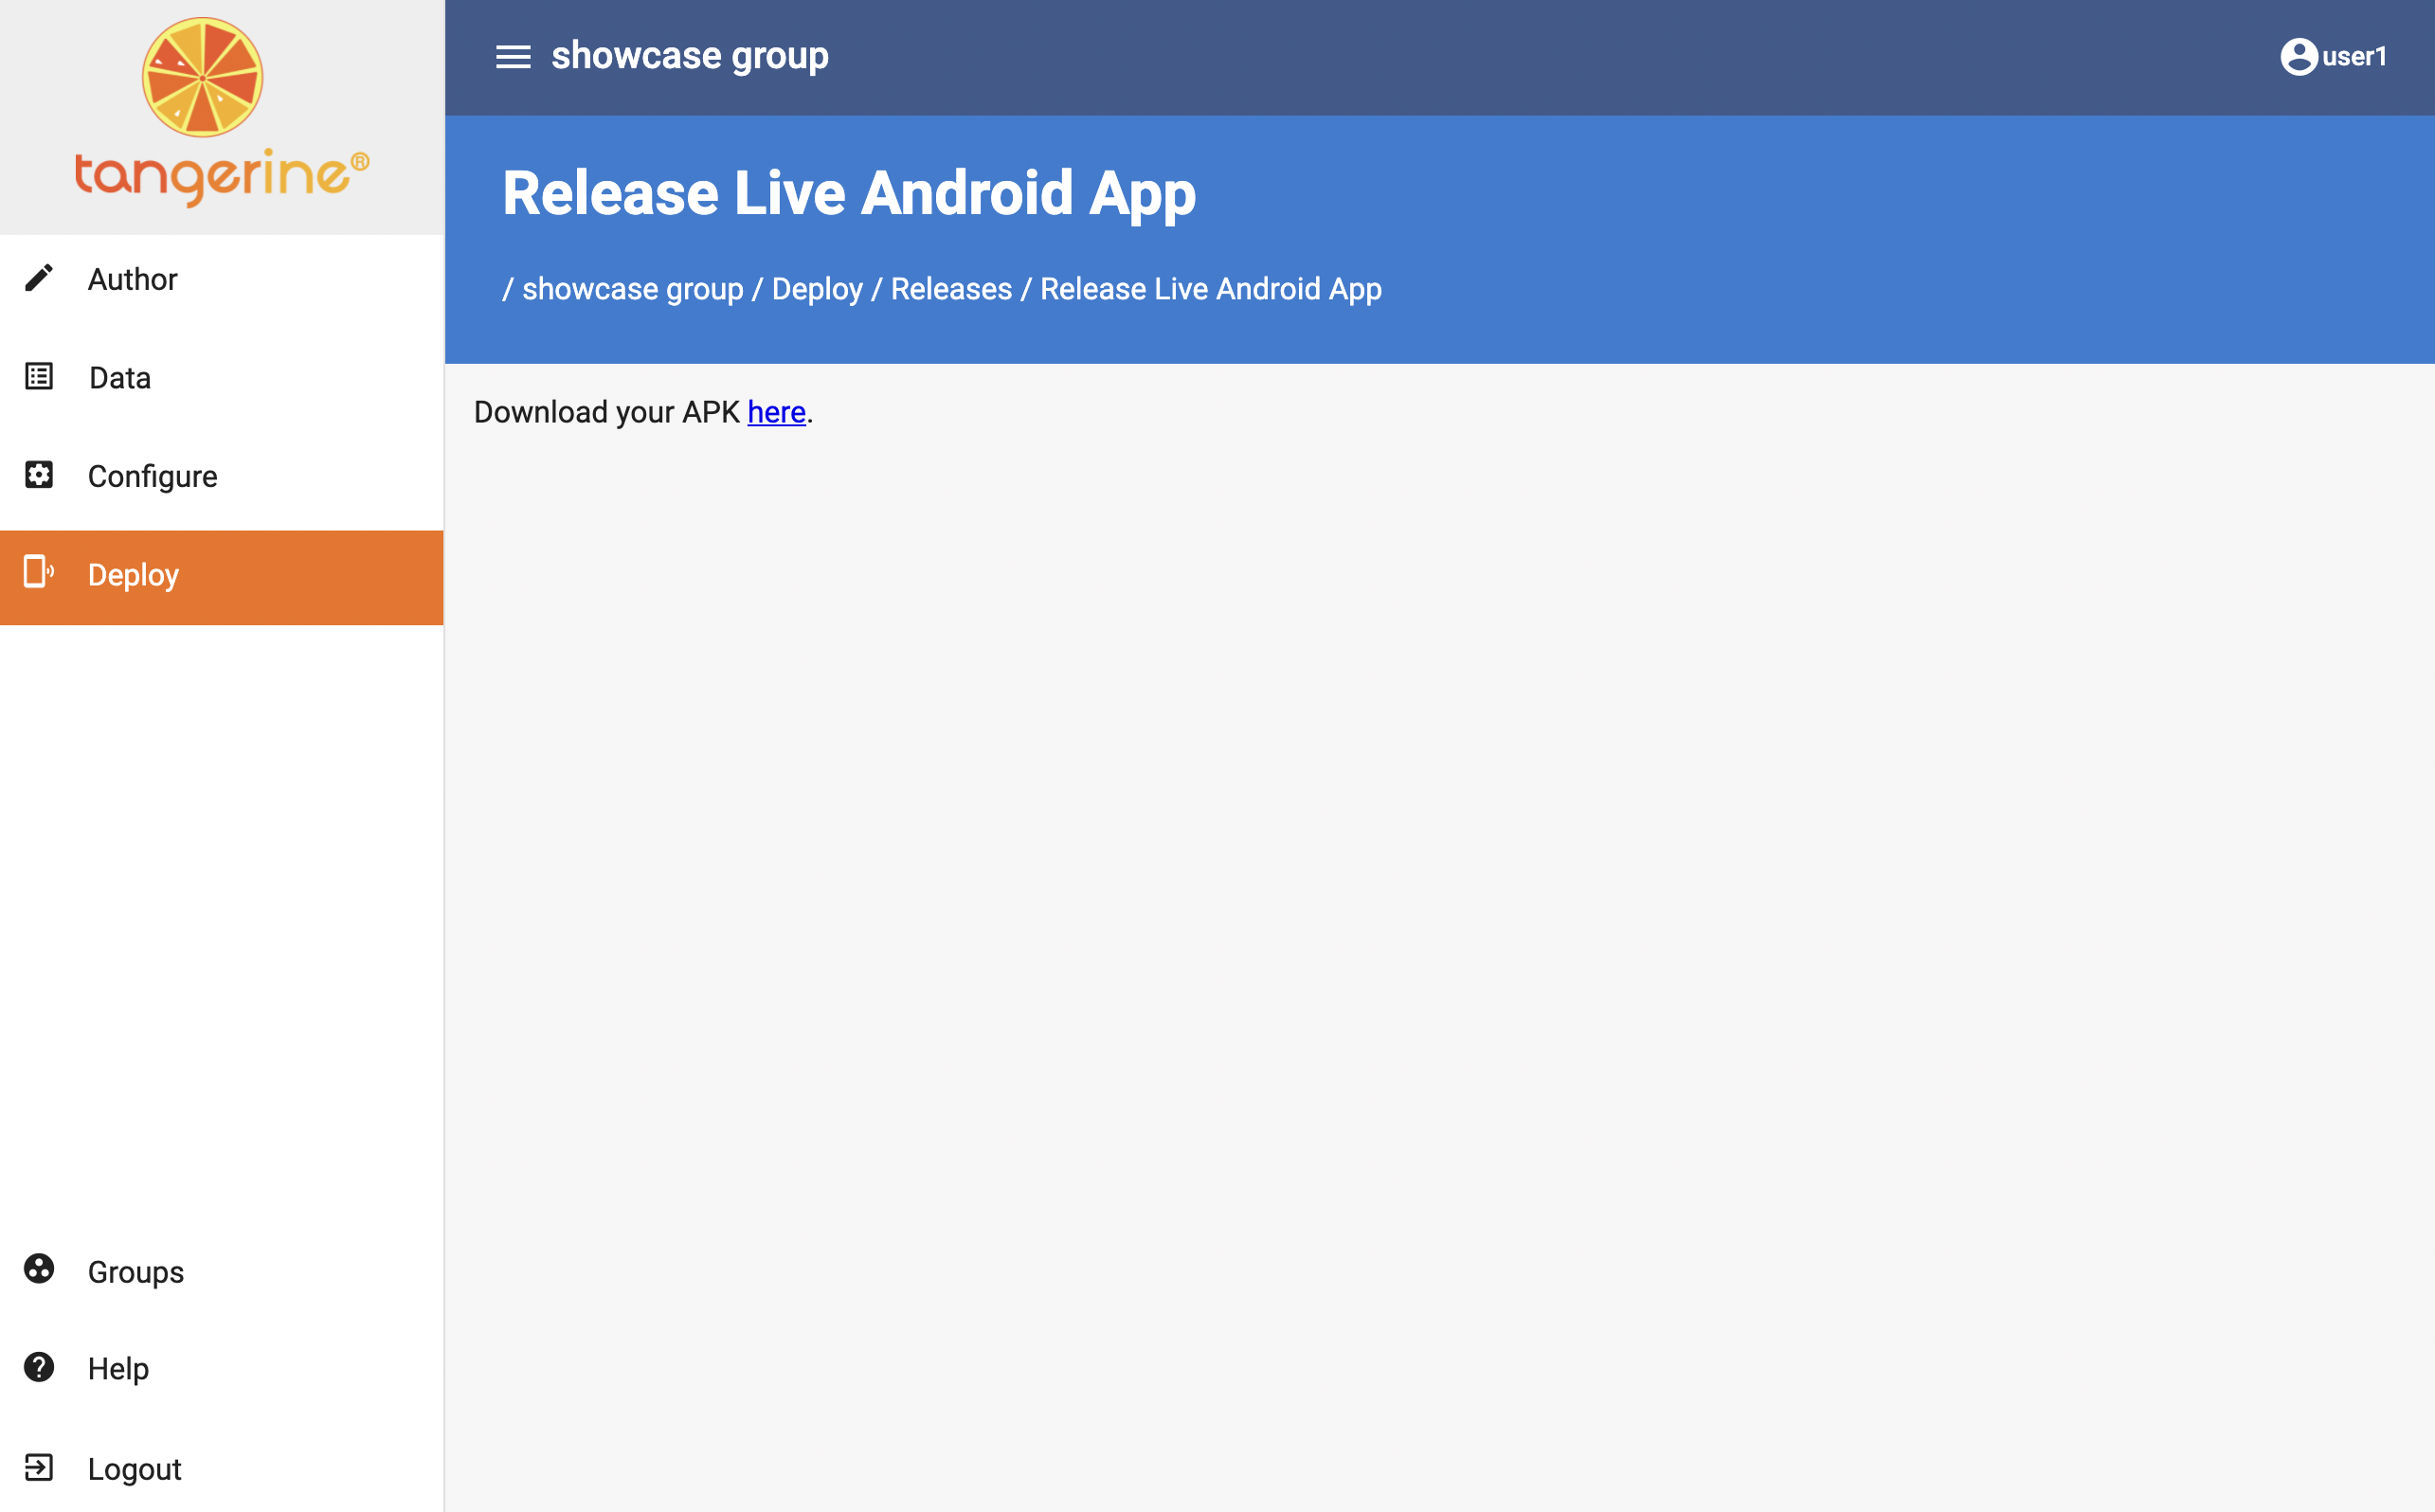 tangerine®
Author
Data
Configure
Deploy
Groups
Help
Logout
showcase group
user1
Release Live Android App
/ showcase group / Deploy / Releases / Release Live Android App
Download your APK here.